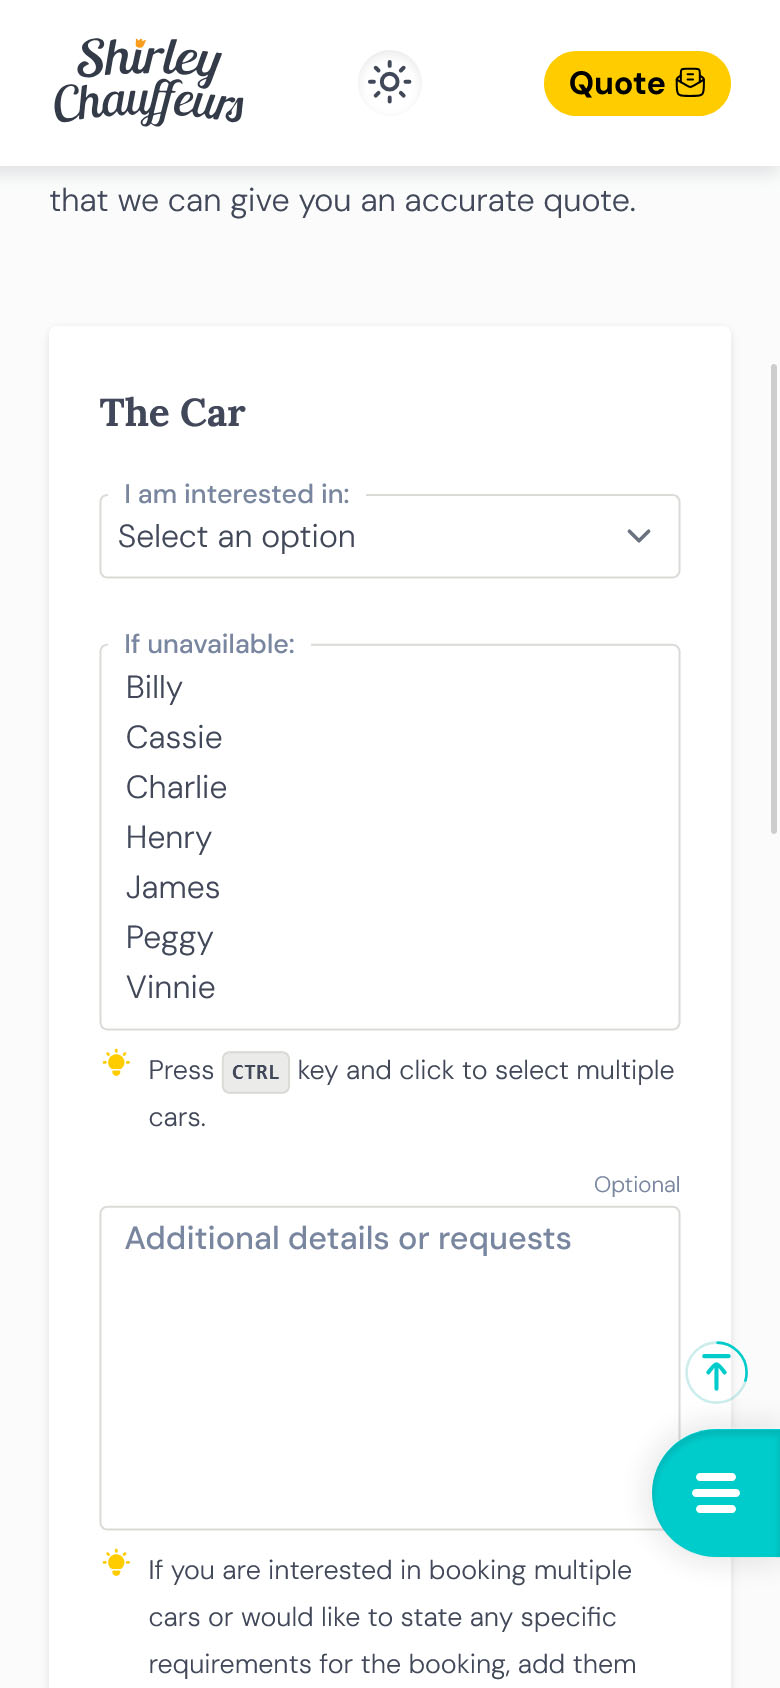 Shirley
Chauffeurs
Quote
that we can give you an accurate quote.
The Car
I am interested in:
Select an option
If unavailable:
Billy
Cassie
Charlie
Henry
James
Peggy
Vinnie
Press CTRL key and click to select multiple
cars.
Optional
Additional details or requests
If you are interested in booking multiple
cars or would like to state any specific
requirements for the booking, add them